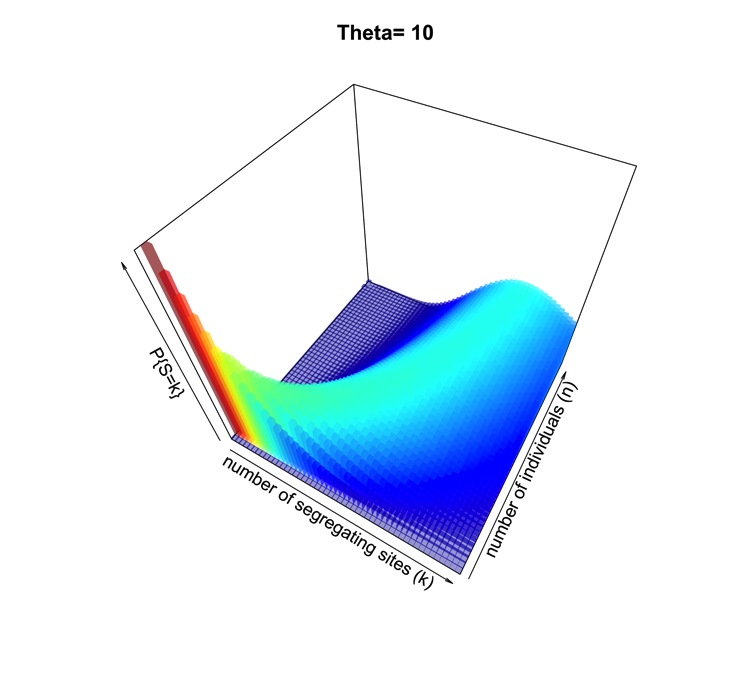 Theta= 10
P{S=k}
number of segregating sites (k)
number of individuals (n)